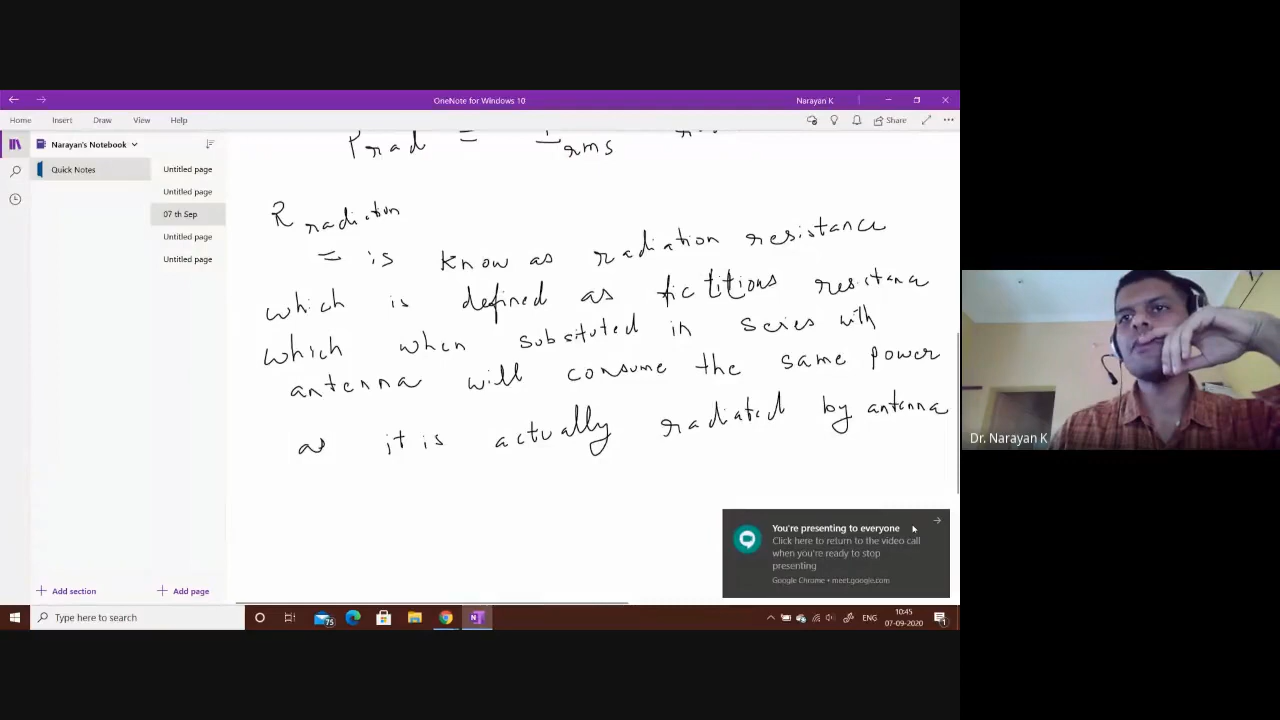 OneNote for Windows 10
Narayan K
Home Insert Draw View Help
Share
Narayan's Notebook
Quick Notes
Untitled page
Untitled page
07 th Sep
Untitled page
Untitled page
P rad = I rms
R radiation
= is know as radiation resistance
which is defined as fictitions resistance
which when substituted in series with
antenna will consume the same power
as it is actually radiated by antenna
Dr. Narayan K
You're presenting to everyone
Click here to return to the video call
when you're ready to stop
presenting
Google Chrome • meet.google.com
+ Add section
+ Add page
Type here to search
75
ENG
10:45
07-09-2020
1